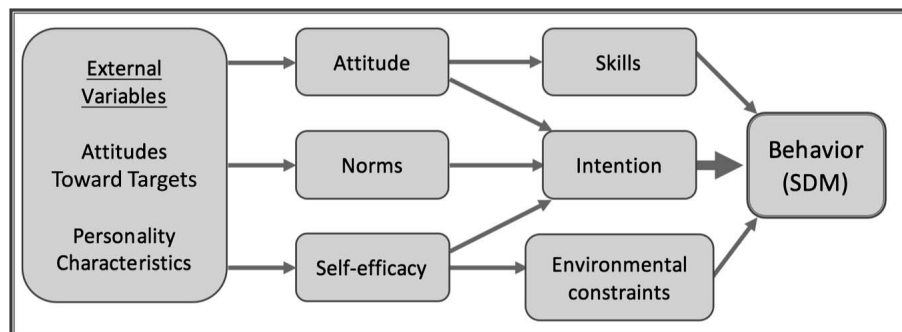 External
Variables
Attitudes
Toward Targets
Personality
Characteristics
Attitude
Norms
Self-efficacy
Skills
Intention
Environmental
constraints
Behavior
(SDM)